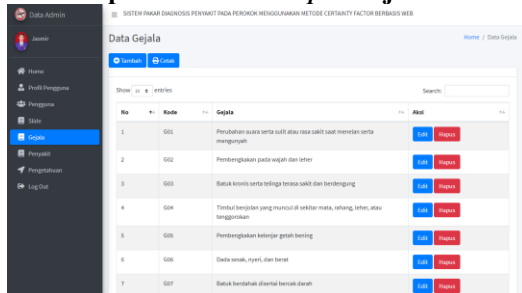 Data Admin
SISTEM PAKAR DIAGNOSIS PENYAKIT PADA PEROKOK MENGGUNAKAN METODE CERTAINTY FACTOR BERBASIS WEB
Jasmir
Data Gejala
Home / Data Gejala
Tambah
Cetak
Home
Profil Pengguna
Pengguna
Slide
Gejala
Penyakit
Pengetahuan
Log Out
Show 10 entries
Search:
No Kode Gejala Aksi
1 G01 Perubahan suara serta sulit atau rasa sakit saat menelan serta
mengunyah
Edit Hapus
2 G02 Pembengkakan pada wajah dan leher Edit Hapus
3 G03 Batuk kronis serta telinga terasa sakit dan berdengung Edit Hapus
4 G04 Timbul benjolan yang muncul di sekitar mata, rahang, leher, atau
tenggorokan
Edit Hapus
5 G05 Pembengkakan kelenjar getah bening Edit Hapus
6 G06 Dada sesak, nyeri, dan berat Edit Hapus
7 G07 Batuk berdahak disertai bercak darah Edit Hapus